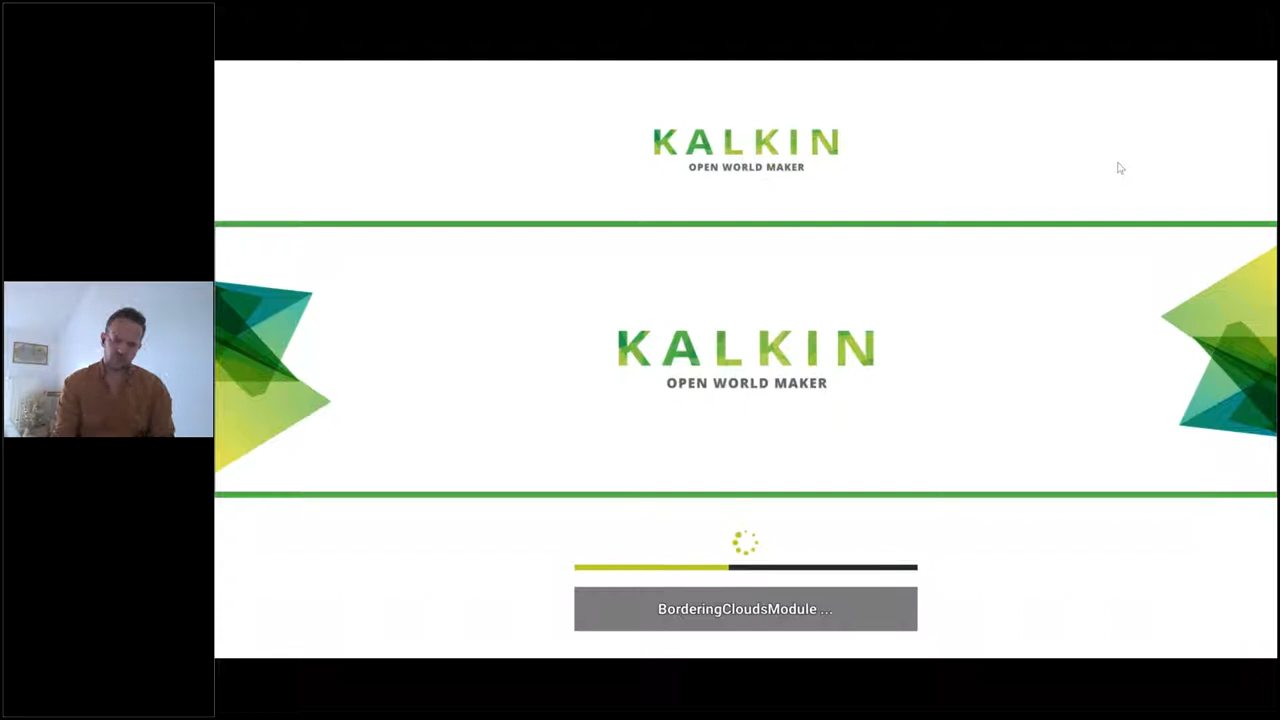 KALKIN
OPEN WORLD MAKER
KALKIN
OPEN WORLD MAKER
BorderingCloudsModule ...